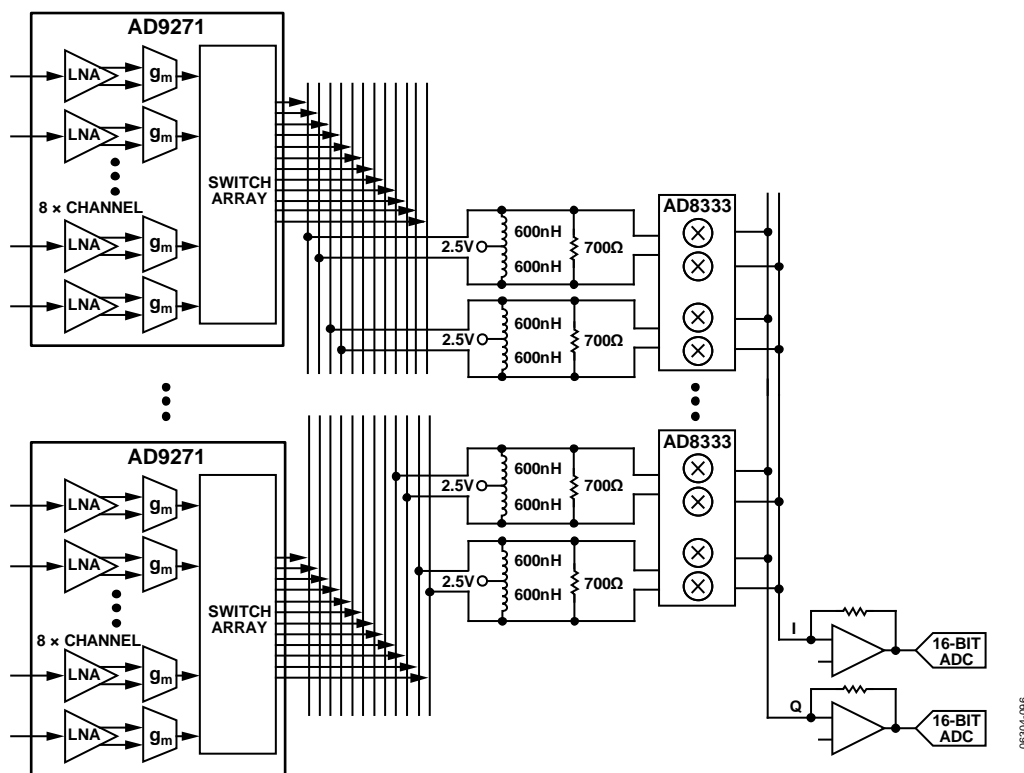 AD9271
LNA
gm
LNA
gm
8 × CHANNEL
LNA
gm
LNA
gm
SWITCH
ARRAY
2.5V
600nH
600nH
700Ω
2.5V
600nH
600nH
700Ω
AD8333
AD9271
LNA
gm
LNA
gm
8 × CHANNEL
LNA
gm
LNA
gm
SWITCH
ARRAY
2.5V
600nH
600nH
700Ω
2.5V
600nH
600nH
700Ω
AD8333
I
16-BIT
ADC
Q
16-BIT
ADC
06304-096